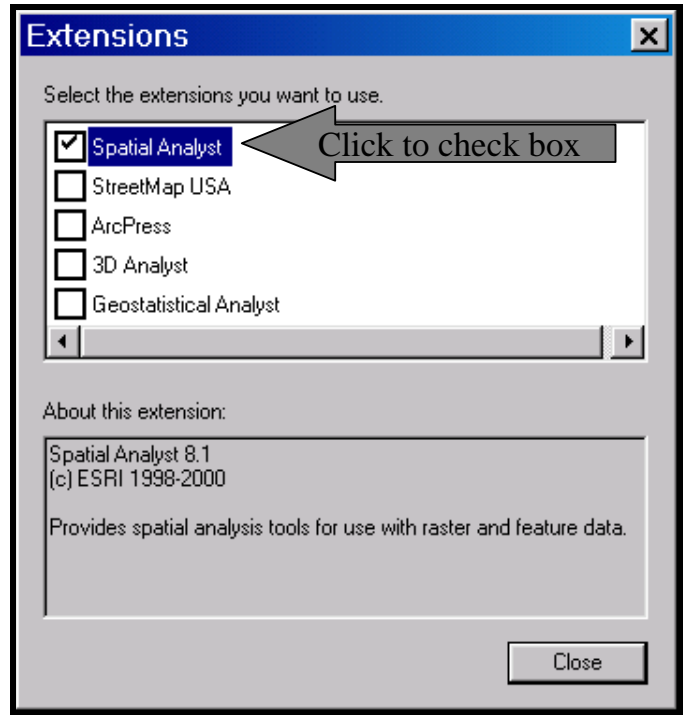 Extensions
Select the extensions you want to use.
Spatial Analyst
Click to check box
StreetMap USA
ArcPress
3D Analyst
Geostatistical Analyst
About this extension:
Spatial Analyst 8.1
(c) ESRI 1998-2000
Provides spatial analysis tools for use with raster and feature data.
Close